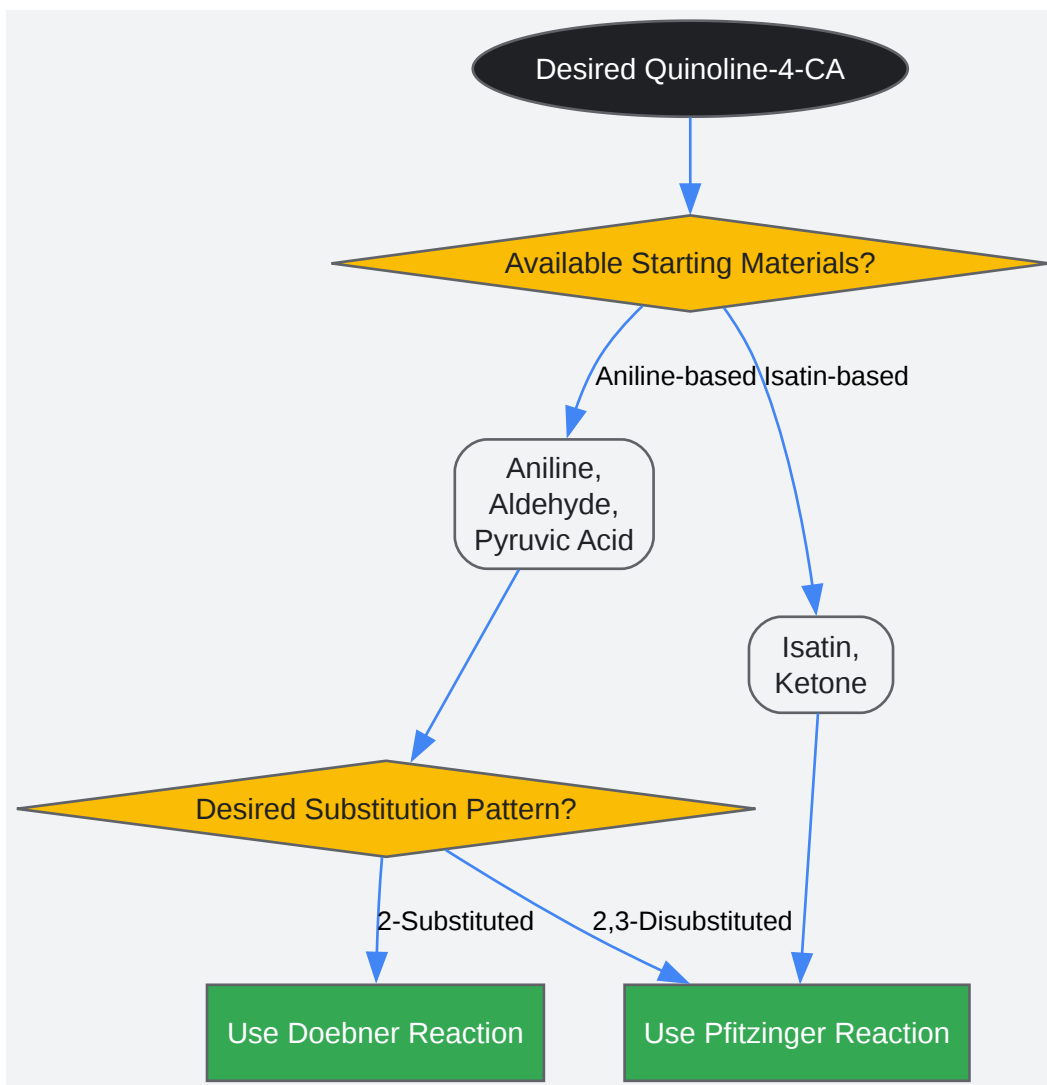 Desired Quinoline-4-CA
Available Starting Materials?
Aniline-based
Isatin-based
Aniline,
Aldehyde,
Pyruvic Acid
Isatin,
Ketone
Desired Substitution Pattern?
2-Substituted
2,3-Disubstituted
Use Doebner Reaction
Use Pfitzinger Reaction